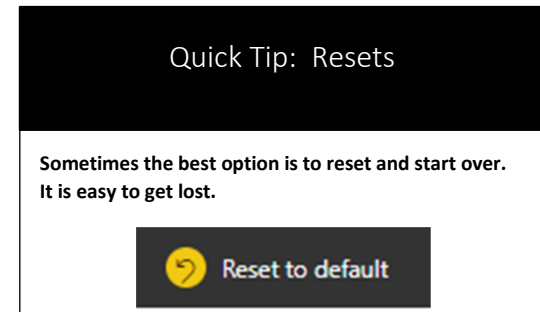 Quick Tip:  Resets
Sometimes the best option is to reset and start over.
It is easy to get lost.
Reset to default